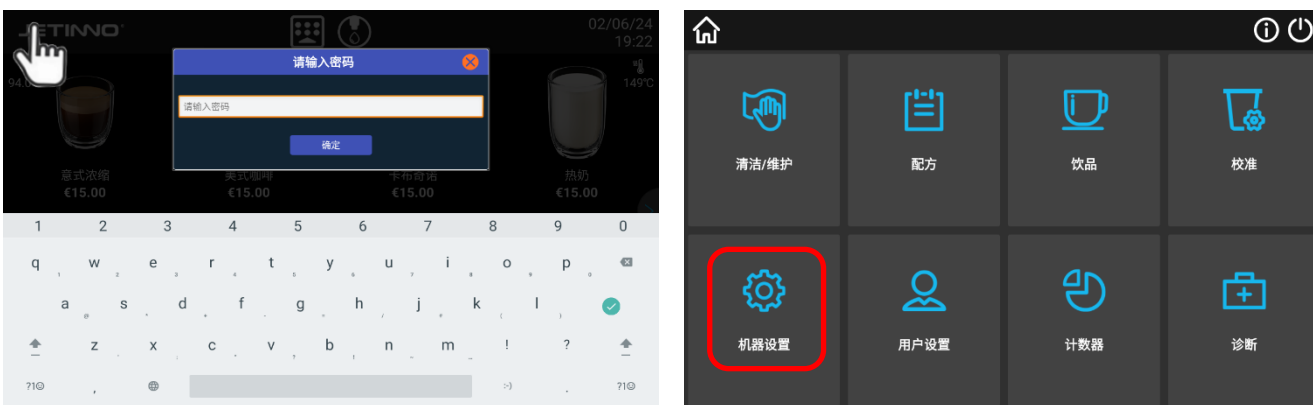 JETINNO
02/06/24
19:22
请输入密码
149°C
请输入密码
确定
意式浓缩
美式咖啡
卡布奇诺
热奶
€15.00
€15.00
€15.00
€15.00
1 2 3 4 5 6 7 8 9 0
q w e r t y u i o p
a s d f g h j k l
z x c v b n m ! ?
?1☺ , :-) . ?1☺
清洁/维护
配方
饮品
校准
机器设置
用户设置
计数器
诊断